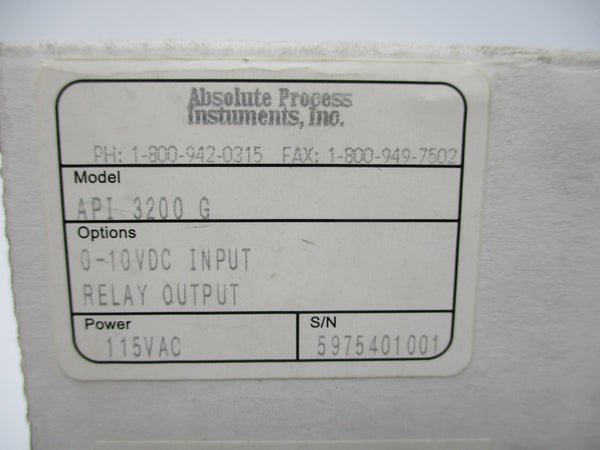 Absolute Process
Instuments, Inc.
PH: 1-800-942-0315 FAX: 1-800-949-7502
Model
API 3200 G
Options
0-10VDC INPUT
RELAY OUTPUT
Power
115VAC
S/N
5975401001